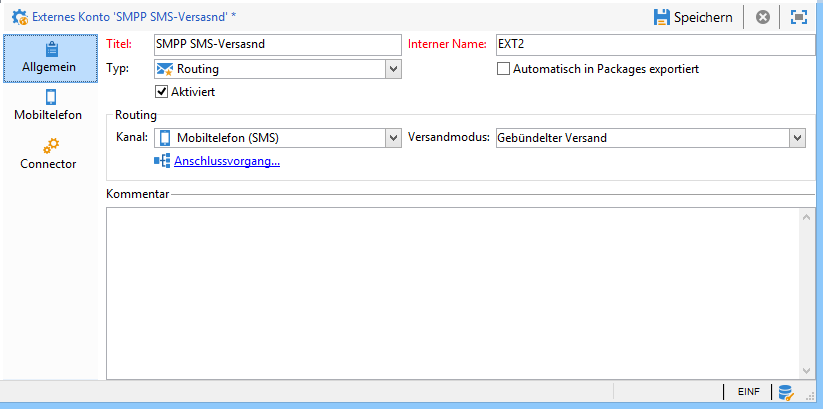 Externes Konto 'SMPP SMS-Versasnd' *
Speichern
Allgemein
Mobiltelefon
Connector
Titel: SMPP SMS-Versasnd Interner Name: EXT2
Typ: Routing Automatisch in Packages exportiert
Aktiviert
Routing
Kanal: Mobiltelefon (SMS) Versandmodus: Gebündelter Versand
Anschlussvorgang...
Kommentar
EINF